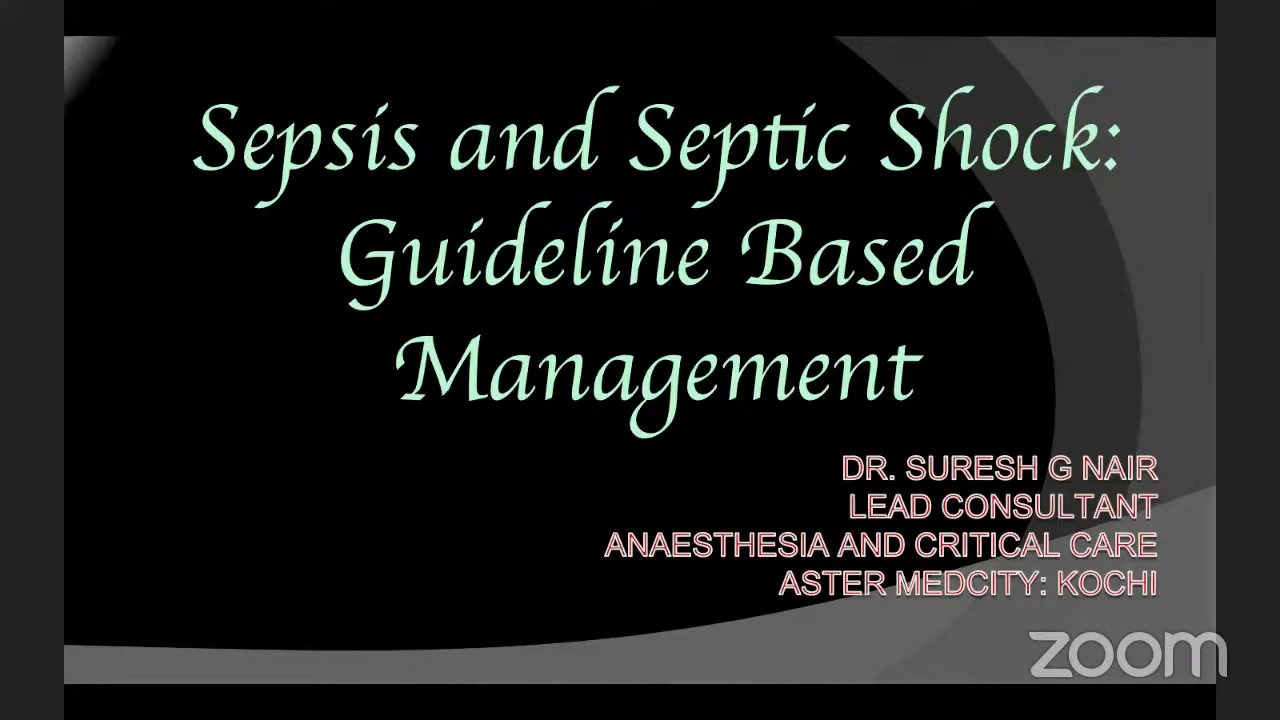 Sepsis and Septic Shock:
Guideline Based
Management
DR. SURESH G NAIR
LEAD CONSULTANT
ANAESTHESIA AND CRITICAL CARE
ASTER MEDCITY: KOCHI
zoom